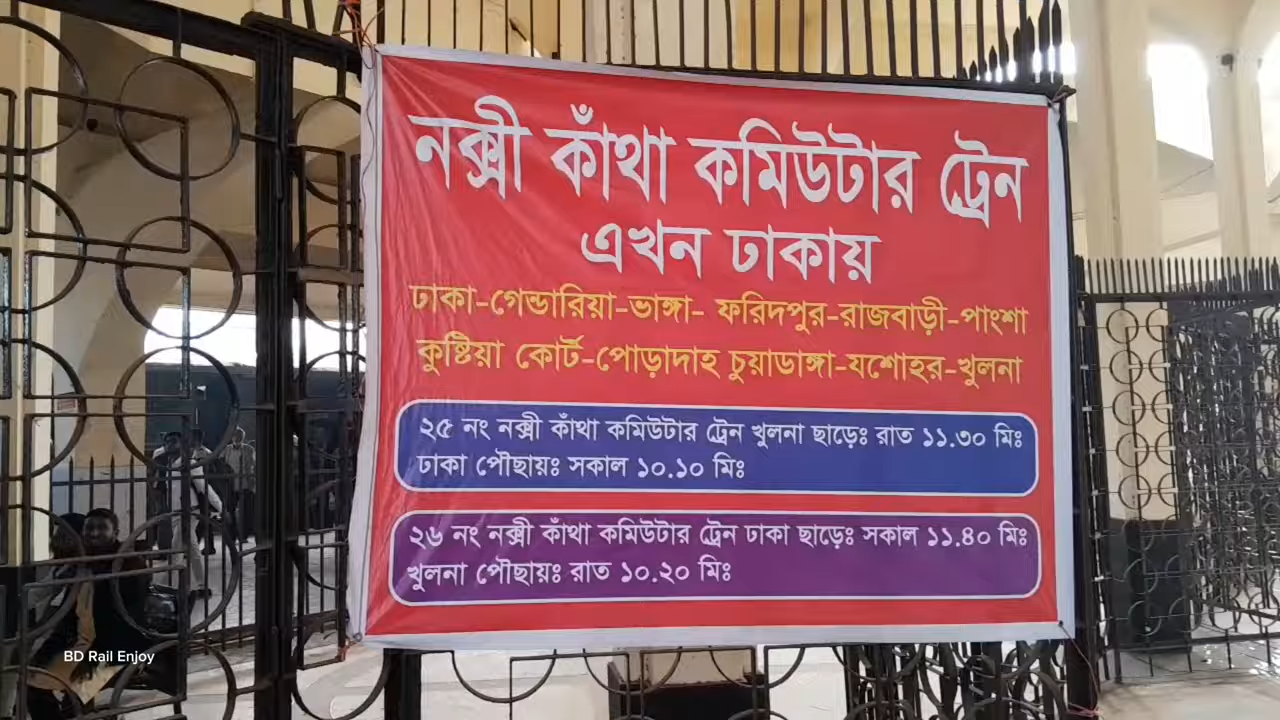 নক্সী কাঁথা কমিউটার ট্রেন
এখন ঢাকায়
ঢাকা-গেন্ডারিয়া-ভাঙ্গা- ফরিদপুর-রাজবাড়ী-পাংশা
কুষ্টিয়া কোর্ট-পোড়াদাহ চুয়াডাঙ্গা-যশোহর-খুলনা
২৫ নং নক্সী কাঁথা কমিউটার ট্রেন খুলনা ছাড়েঃ রাত ১১.৩০ মিঃ
ঢাকা পৌছায়ঃ সকাল ১০.১০ মিঃ
২৬ নং নক্সী কাঁথা কমিউটার ট্রেন ঢাকা ছাড়েঃ সকাল ১১.৪০ মিঃ
খুলনা পৌছায়ঃ রাত ১০.২০ মিঃ
BD Rail Enjoy